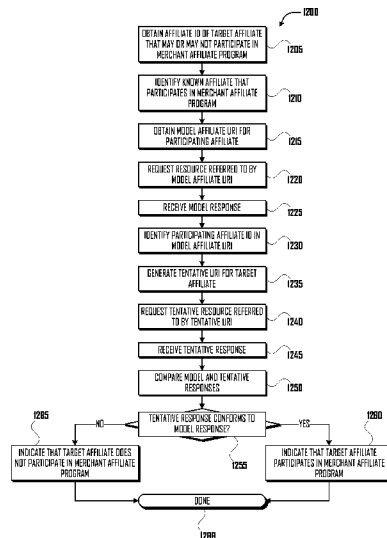 1200
OBTAIN AFFILIATE ID OF TARGET AFFILIATE
THAT MAY OR MAY NOT PARTICIPATE IN
MERCHANT AFFILIATE PROGRAM
1205
IDENTIFY KNOWN AFFILIATE THAT
PARTICIPATES IN MERCHANT AFFILIATE
PROGRAM
1210
OBTAIN MODEL AFFILIATE URI FOR
PARTICIPATING AFFILIATE
1215
REQUEST RESOURCE REFERRED TO BY
MODEL AFFILIATE URI
1220
RECEIVE MODEL RESPONSE
1225
IDENTIFY PARTICIPATING AFFILIATE ID IN
MODEL AFFILIATE URI
1230
GENERATE TENTATIVE URI FOR TARGET
AFFILIATE
1235
REQUEST TENTATIVE RESOURCE REFERRED
TO BY TENTATIVE URI
1240
RECEIVE TENTATIVE RESPONSE
1245
COMPARE MODEL AND TENTATIVE
RESPONSES
1250
1265
NO
TENTATIVE RESPONSE CONFORMS TO
MODEL RESPONSE?
YES
1260
1255
INDICATE THAT TARGET AFFILIATE DOES
NOT PARTICIPATE IN MERCHANT AFFILIATE
PROGRAM
INDICATE THAT TARGET AFFILIATE
PARTICIPATES IN MERCHANT AFFILIATE
PROGRAM
DONE
1299